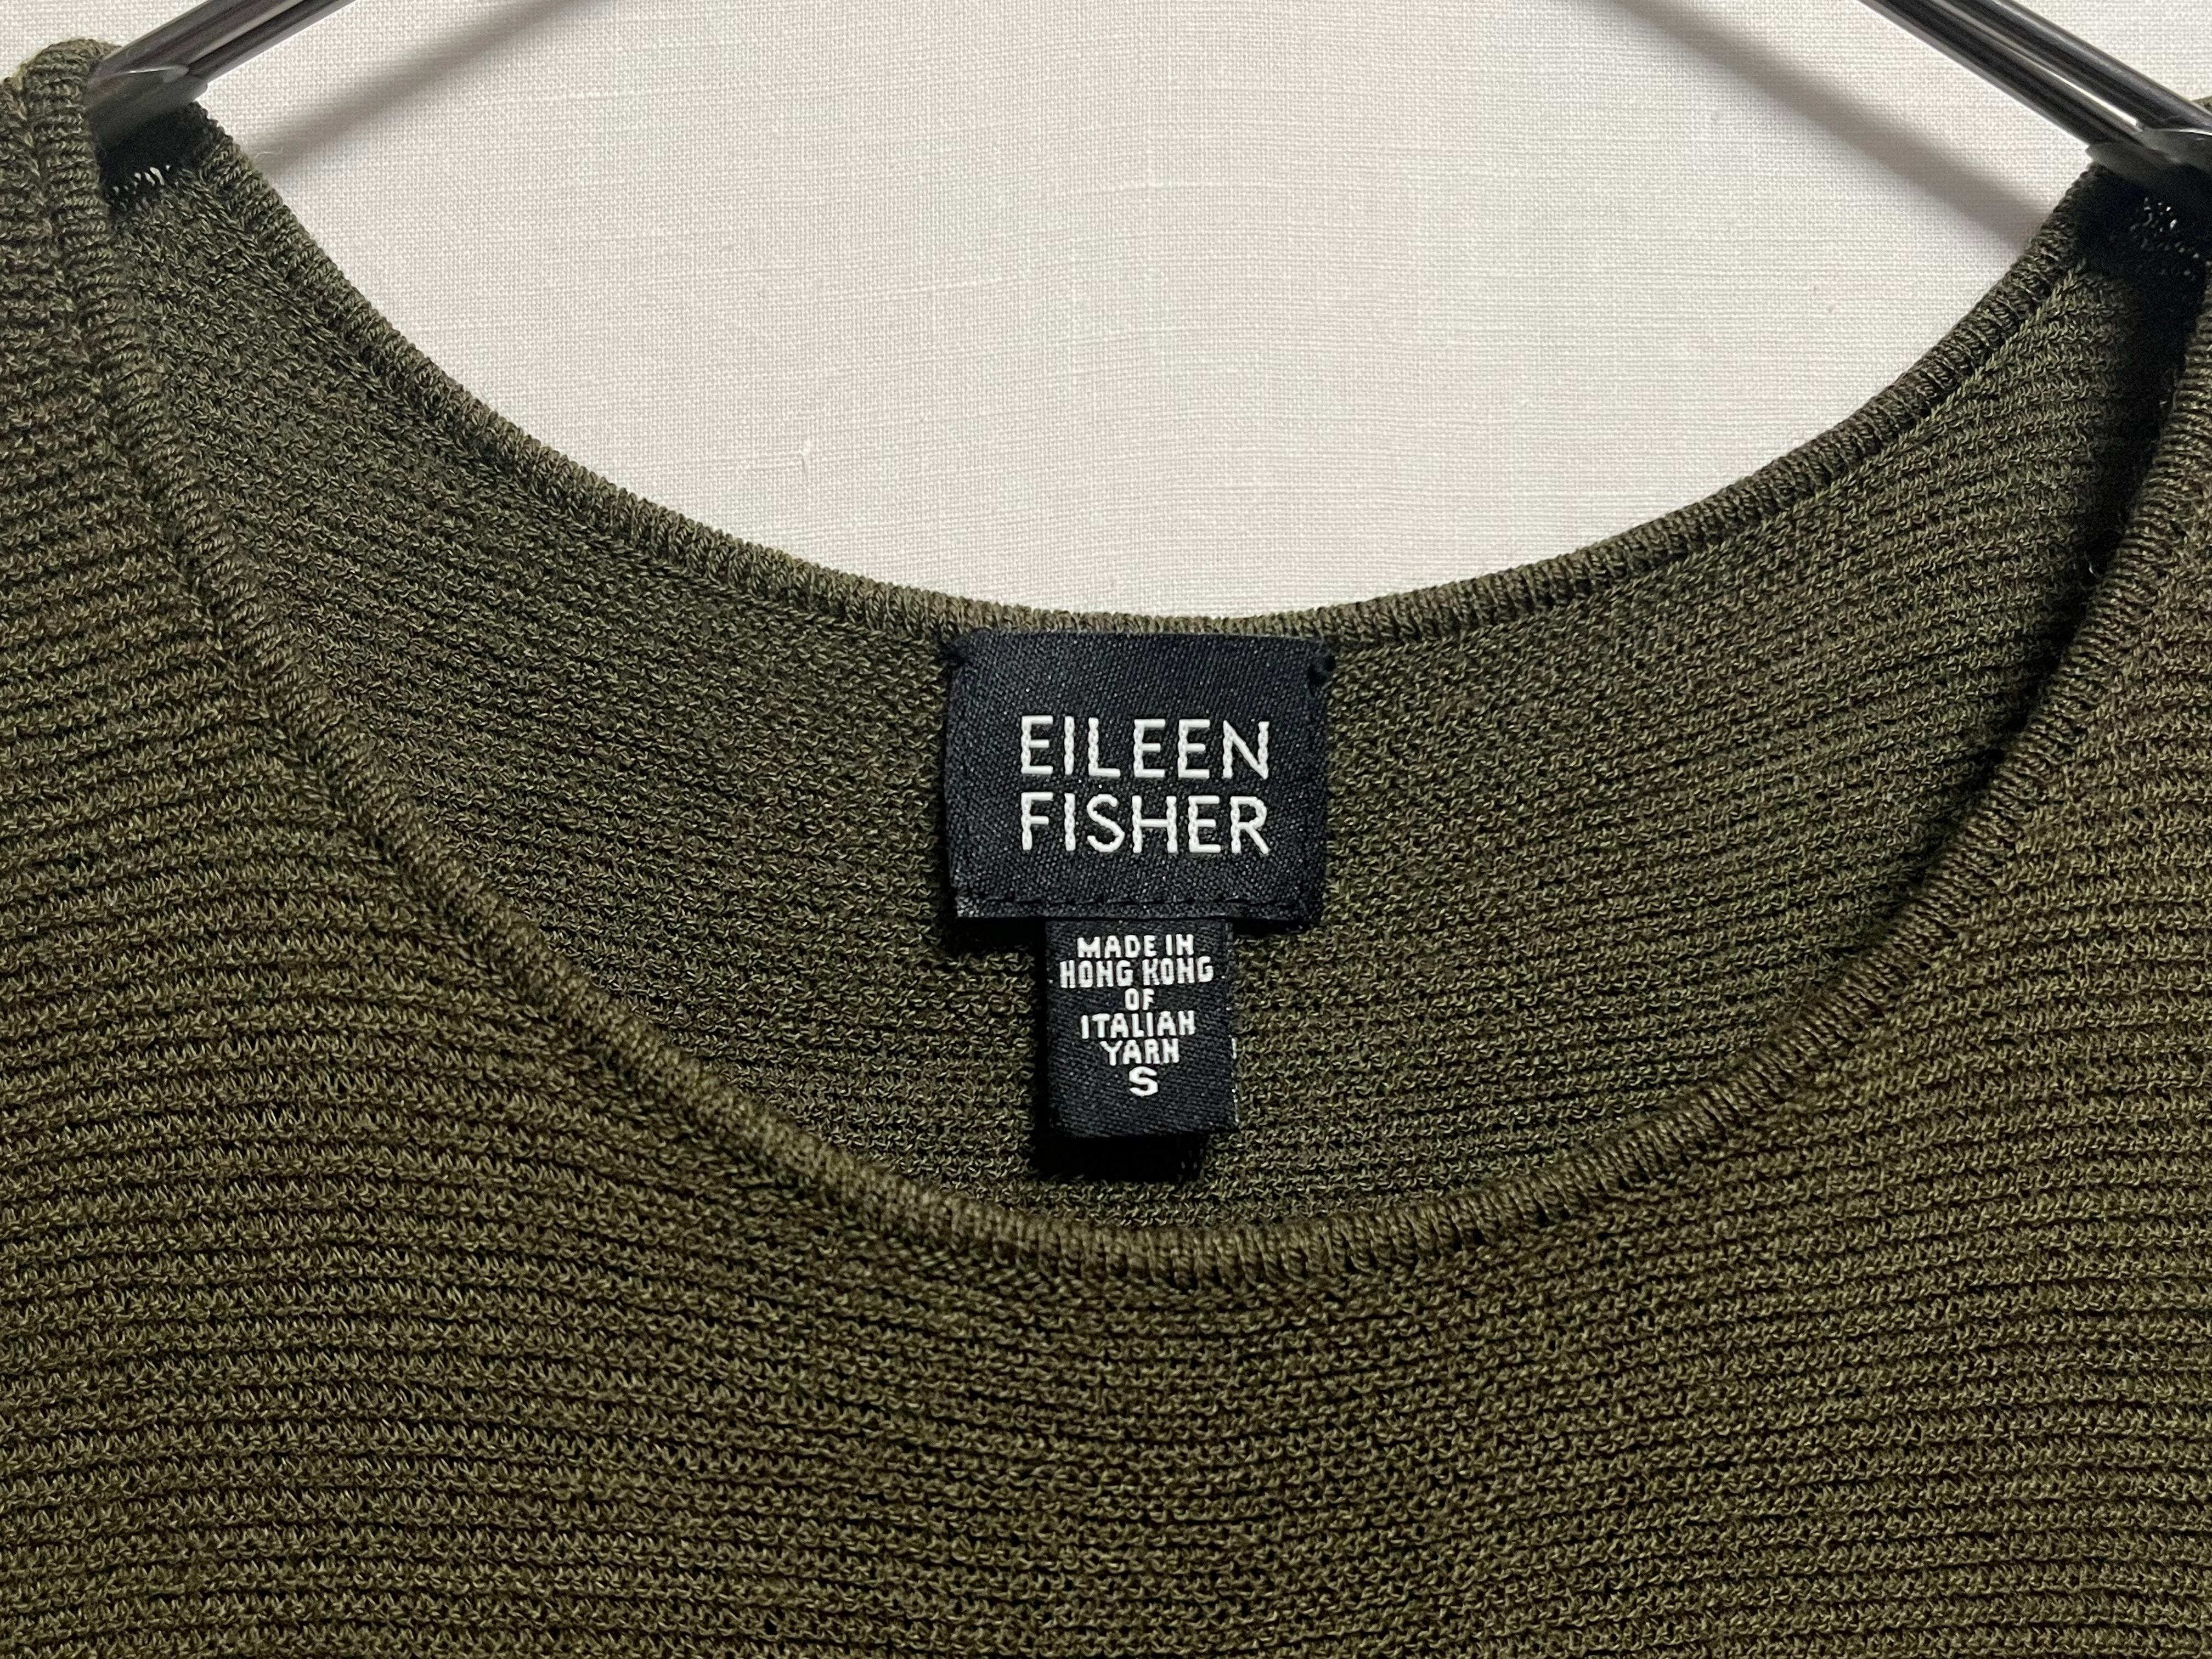 EILEEN
FISHER
MADE IN
HONG KONG
OF
ITALIAN
YARN
S